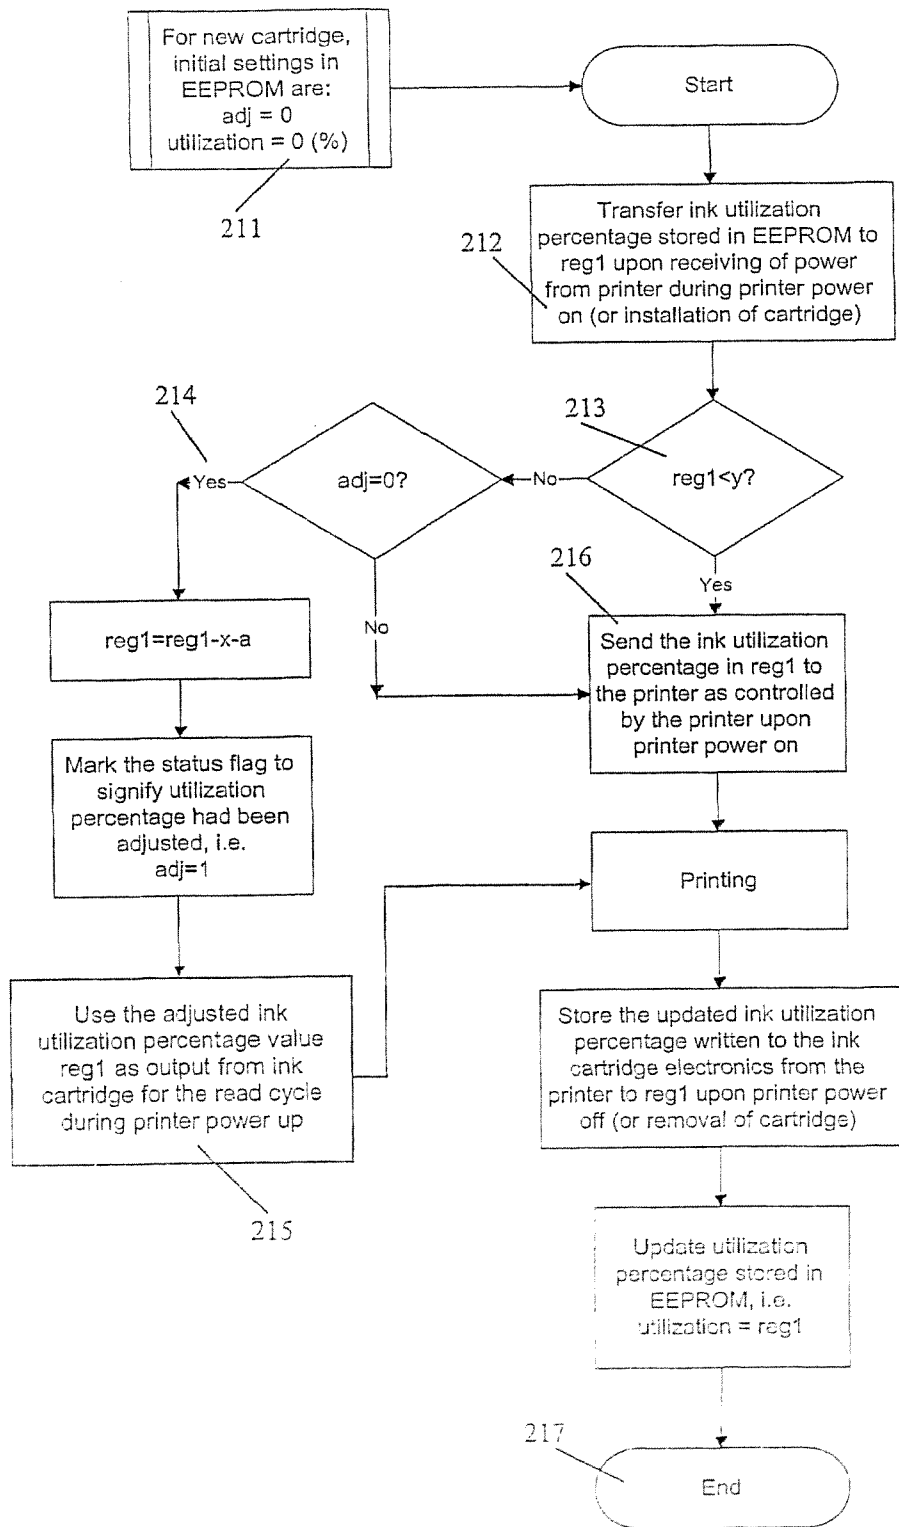 For new cartridge,
initial settings in
EEPROM are:
adj = 0
utilization = 0 (%)
211
Start
Transfer ink utilization
percentage stored in EEPROM to
reg1 upon receiving of power
from printer during printer power
on (or installation of cartridge)
212
214
213
Yes
adj=0?
No
reg1<y?
216
Yes
No
reg1=reg1-x-a
Send the ink utilization
percentage in reg1 to
the printer as controlled
by the printer upon
printer power on
Mark the status flag to
signify utilization
percentage had been
adjusted, i.e.
adj=1
Printing
Use the adjusted ink
utilization percentage value
reg1 as output from ink
cartridge for the read cycle
during printer power up
215
Store the updated ink utilization
percentage written to the ink
cartridge electronics from the
printer to reg1 upon printer power
off (or removal of cartridge)
Update utilization
percentage stored in
EEPROM, i.e.
utilization = reg1
217
End